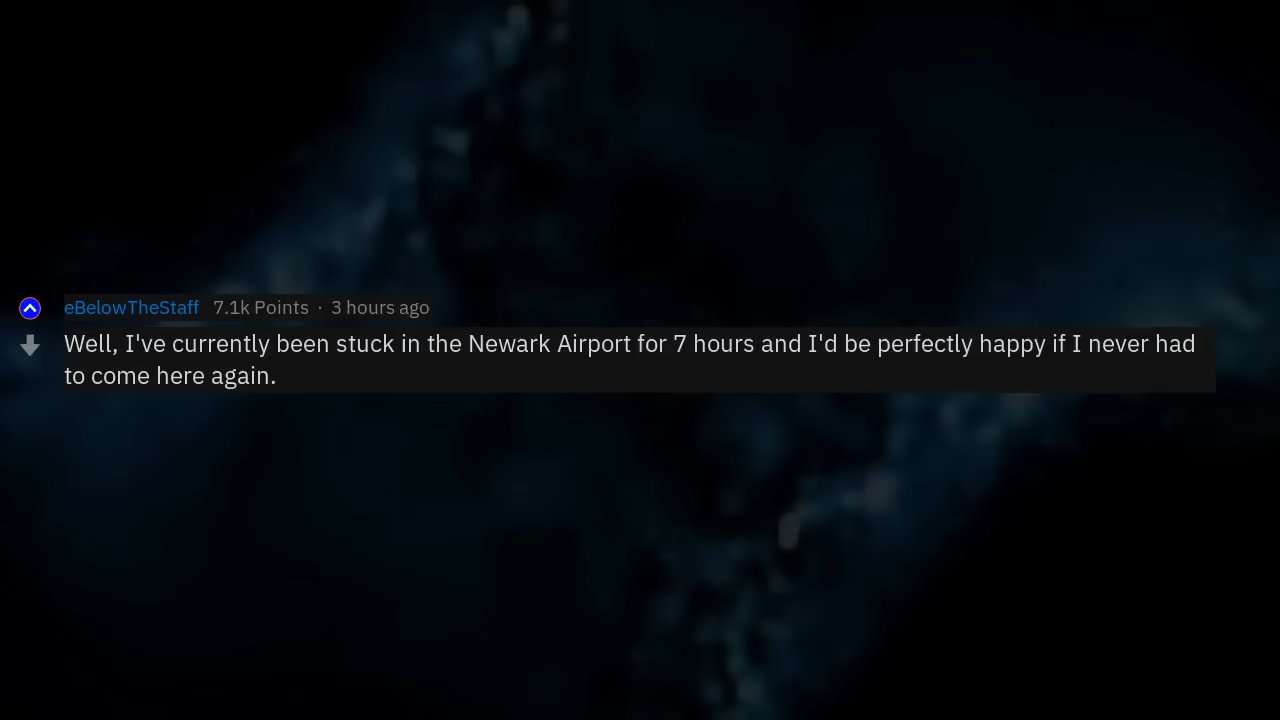 eBelowTheStaff 7.1k Points · 3 hours ago
Well, I've currently been stuck in the Newark Airport for 7 hours and I'd be perfectly happy if I never had
to come here again.